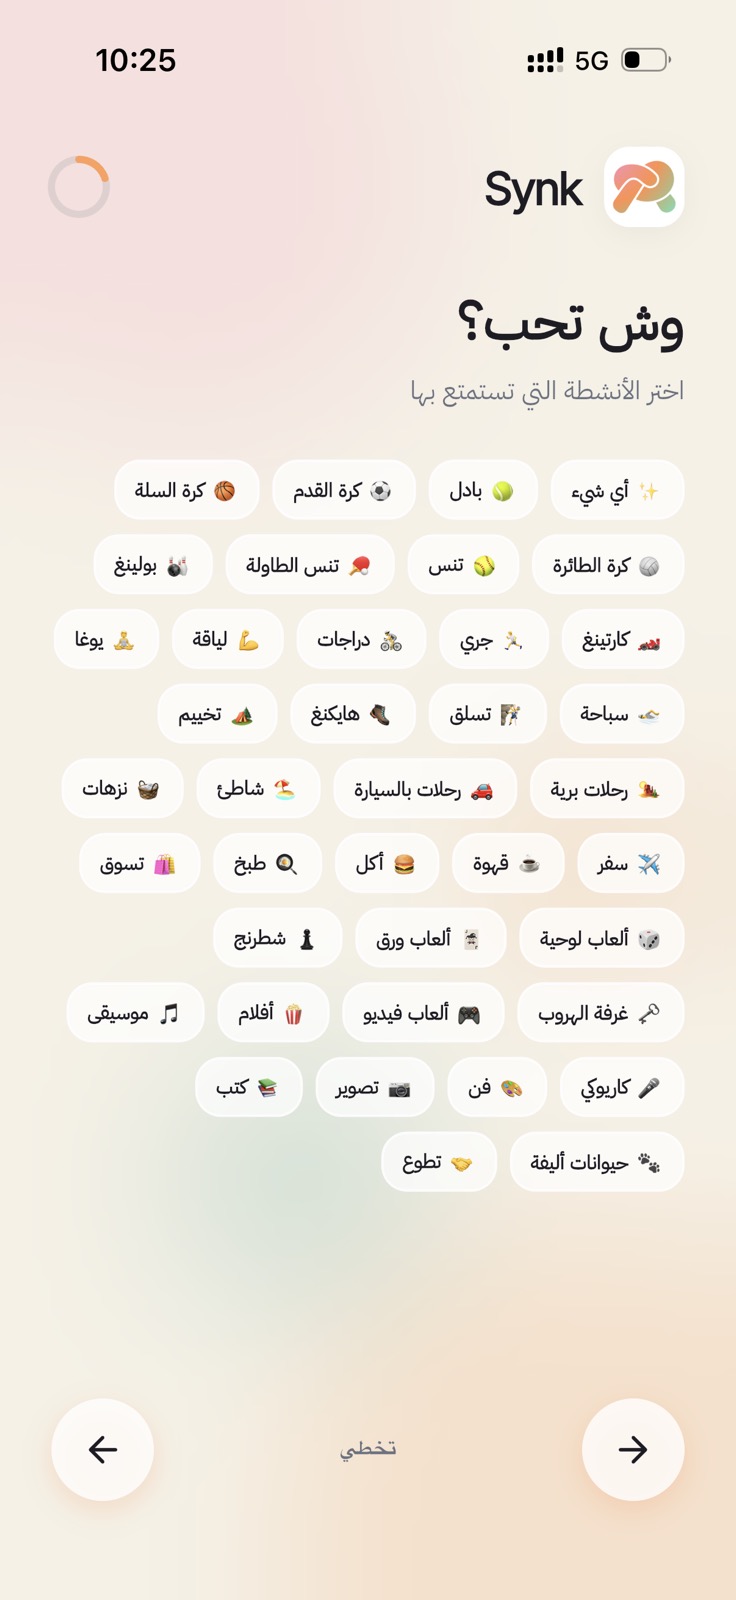 10:25 5G
Synk
وش تحب؟
اختر الأنشطة التي تستمتع بها
✨ أي شيء 🎾 بادل ⚽ كرة القدم 🏀 كرة السلة
🏐 كرة الطائرة 🥎 تنس 🏓 تنس الطاولة 🎳 بولينغ
🏎️ كارتينغ 🏃 جري 🚴 دراجات 💪 لياقة 🧘 يوغا
🏊 سباحة 🧗 تسلق 🥾 هايكنغ 🏕️ تخييم
🏜️ رحلات برية 🚗 رحلات بالسيارة 🏖️ شاطئ 🧺 نزهات
✈️ سفر ☕ قهوة 🍔 أكل 🍳 طبخ 🛍️ تسوق
🎲 ألعاب لوحية 🃏 ألعاب ورق ♟️ شطرنج
🗝️ غرفة الهروب 🎮 ألعاب فيديو 🍿 أفلام 🎵 موسيقى
🎤 كاريوكي 🎨 فن 📷 تصوير 📚 كتب
🐾 حيوانات أليفة 🤝 تطوع
تخطي